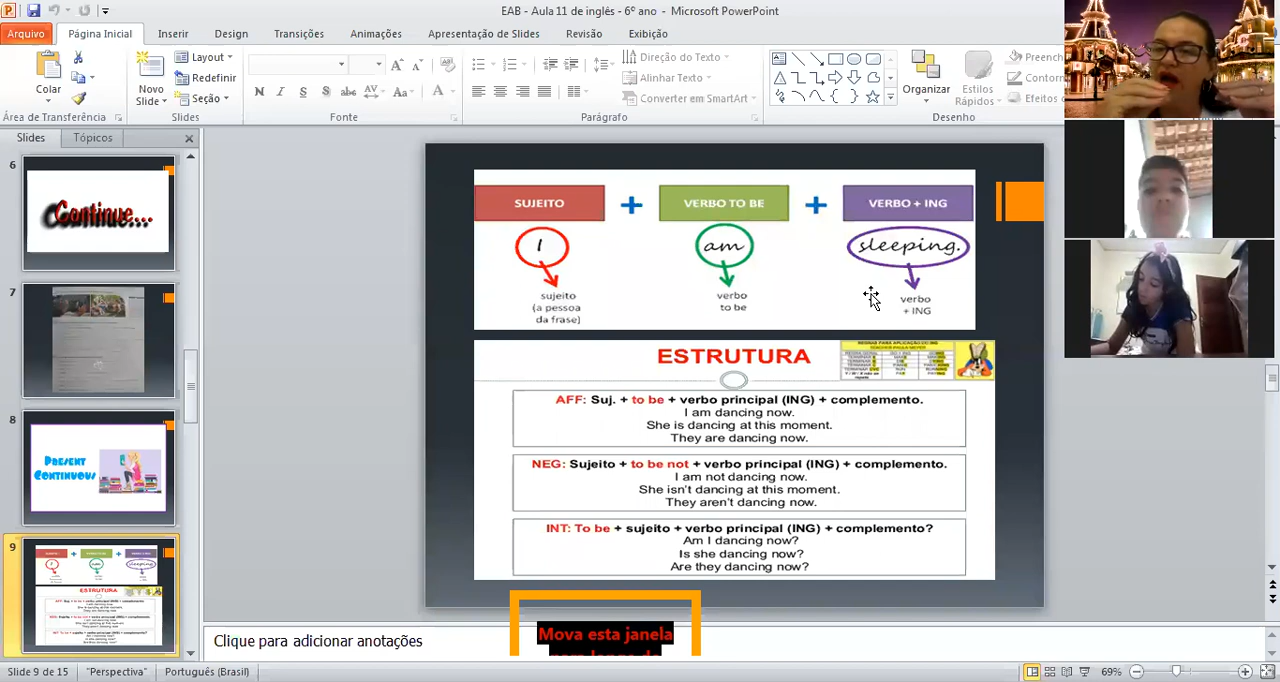 EAB - Aula 11 de inglês - 6º ano - Microsoft PowerPoint
Arquivo Página Inicial Inserir Design Transições Animações Apresentação de Slides Revisão Exibição
Colar
Novo Slide
Layout
Redefinir
Seção
Direção do Texto
Alinhar Texto
Converter em SmartArt
Organizar
Estilos Rápidos
Preench
Contorn
Efeitos
Área de Transferência Slides Fonte Parágrafo Desenho
Slides Tópicos
6
Continue...
7
8
PRESENT
CONTINUOUS
9
SUJEITO + VERBO TO BE + VERBO + ING
I am sleeping.
sujeito
(a pessoa
da frase)
verbo
to be
verbo
+ ING
ESTRUTURA
AFF: Suj. + to be + verbo principal (ING) + complemento.
I am dancing now.
She is dancing at this moment.
They are dancing now.
NEG: Sujeito + to be not + verbo principal (ING) + complemento.
I am not dancing now.
She isn't dancing at this moment.
They aren't dancing now.
INT: To be + sujeito + verbo principal (ING) + complemento?
Am I dancing now?
Is she dancing now?
Are they dancing now?
Mova esta janela
Clique para adicionar anotações
Slide 9 de 15 "Perspectiva" Português (Brasil) 69%